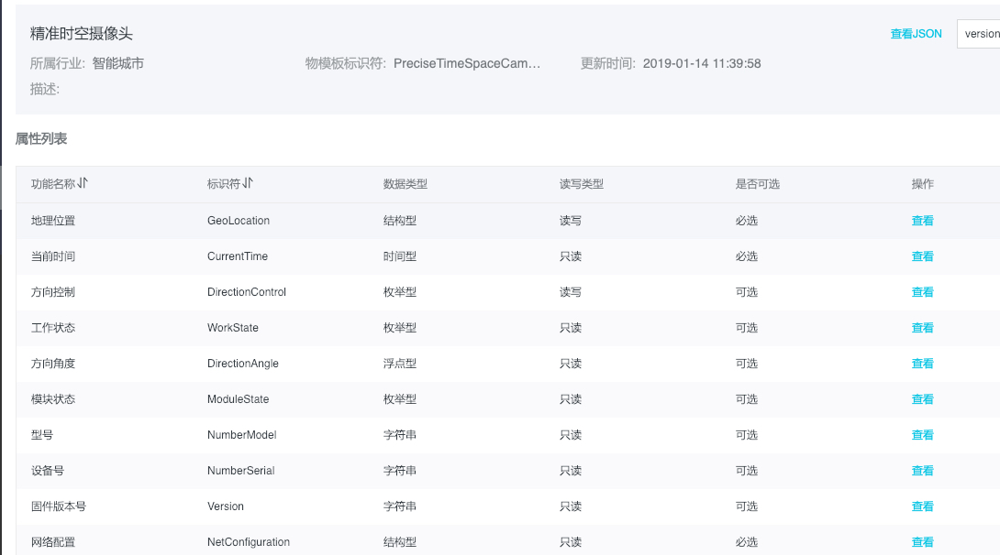 精准时空摄像头 查看JSON version
所属行业: 智能城市 物模板标识符: PreciseTimeSpaceCam... 更新时间: 2019-01-14 11:39:58
描述:
属性列表
功能名称 标识符 数据类型 读写类型 是否可选 操作
地理位置 GeoLocation 结构型 读写 必选 查看
当前时间 CurrentTime 时间型 只读 必选 查看
方向控制 DirectionControl 枚举型 读写 可选 查看
工作状态 WorkState 枚举型 只读 可选 查看
方向角度 DirectionAngle 浮点型 只读 可选 查看
模块状态 ModuleState 枚举型 只读 可选 查看
型号 NumberModel 字符串 只读 可选 查看
设备号 NumberSerial 字符串 只读 可选 查看
固件版本号 Version 字符串 只读 可选 查看
网络配置 NetConfiguration 结构型 只读 必选 查看